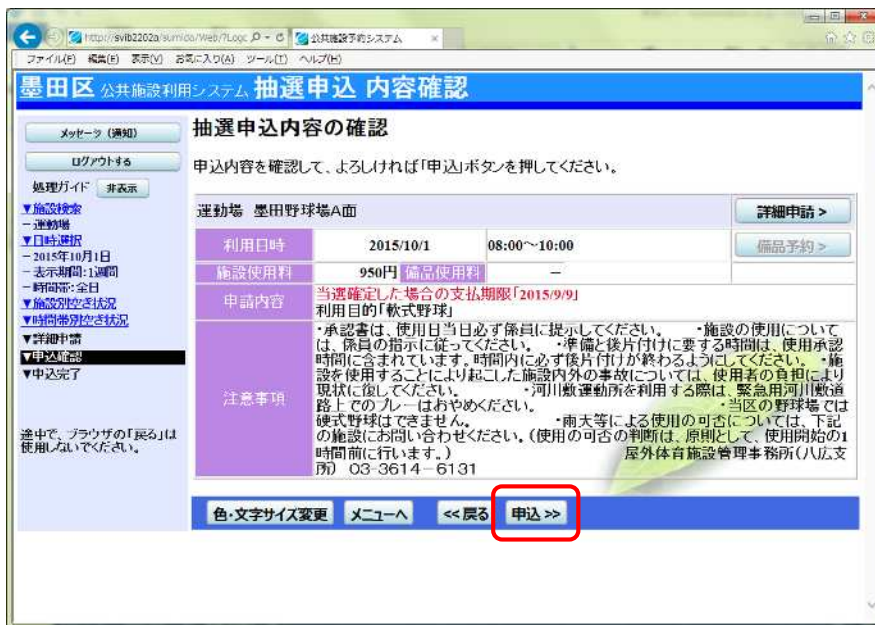 http://svib2202a/sumida/Web/?Logc
公共施設予約システム
ファイル(F) 編集(E) 表示(V) お気に入り(A) ツール(T) ヘルプ(H)
墨田区 公共施設利用システム 抽選申込 内容確認
メッセージ（通知）
ログアウトする
処理ガイド 非表示
▼施設検索
－運動場
▼日時選択
－2015年10月1日
－表示期間:1週間
－時間帯:全日
▼施設別空き状況
▼時間帯別空き状況
▼詳細申請
▼申込確認
▼申込完了
途中で、ブラウザの「戻る」は
使用しないでください。
抽選申込内容の確認
申込内容を確認して、よろしければ「申込」ボタンを押してください。
運動場 墨田野球場A面 詳細申請 >
利用日時 2015/10/1 08:00～10:00 備品予約 >
施設使用料 950円 備品使用料 －
申請内容 当選確定した場合の支払期限「2015/9/9」
利用目的「軟式野球」
注意事項
・承認書は、使用日当日必ず係員に提示してください。 ・施設の使用について
は、係員の指示に従ってください。 ・準備と後片付けに要する時間は、使用承認
時間に含まれています。時間内に必ず後片付けが終わるようにしてください。 ・施
設を使用することにより起こした施設内外の事故については、使用者の負担により
現状に復してください。 ・河川敷運動所を利用する際は、緊急用河川敷道
路上でのプレーはおやめください。 ・当区の野球場では
硬式野球はできません。 ・雨天等による使用の可否については、下記
の施設にお問い合わせください。(使用の可否の判断は、原則として、使用開始の1
時間前に行います。) 屋外体育施設管理事務所(八広支
所) 03-3614-6131
色・文字サイズ変更 メニューへ << 戻る 申込 >>